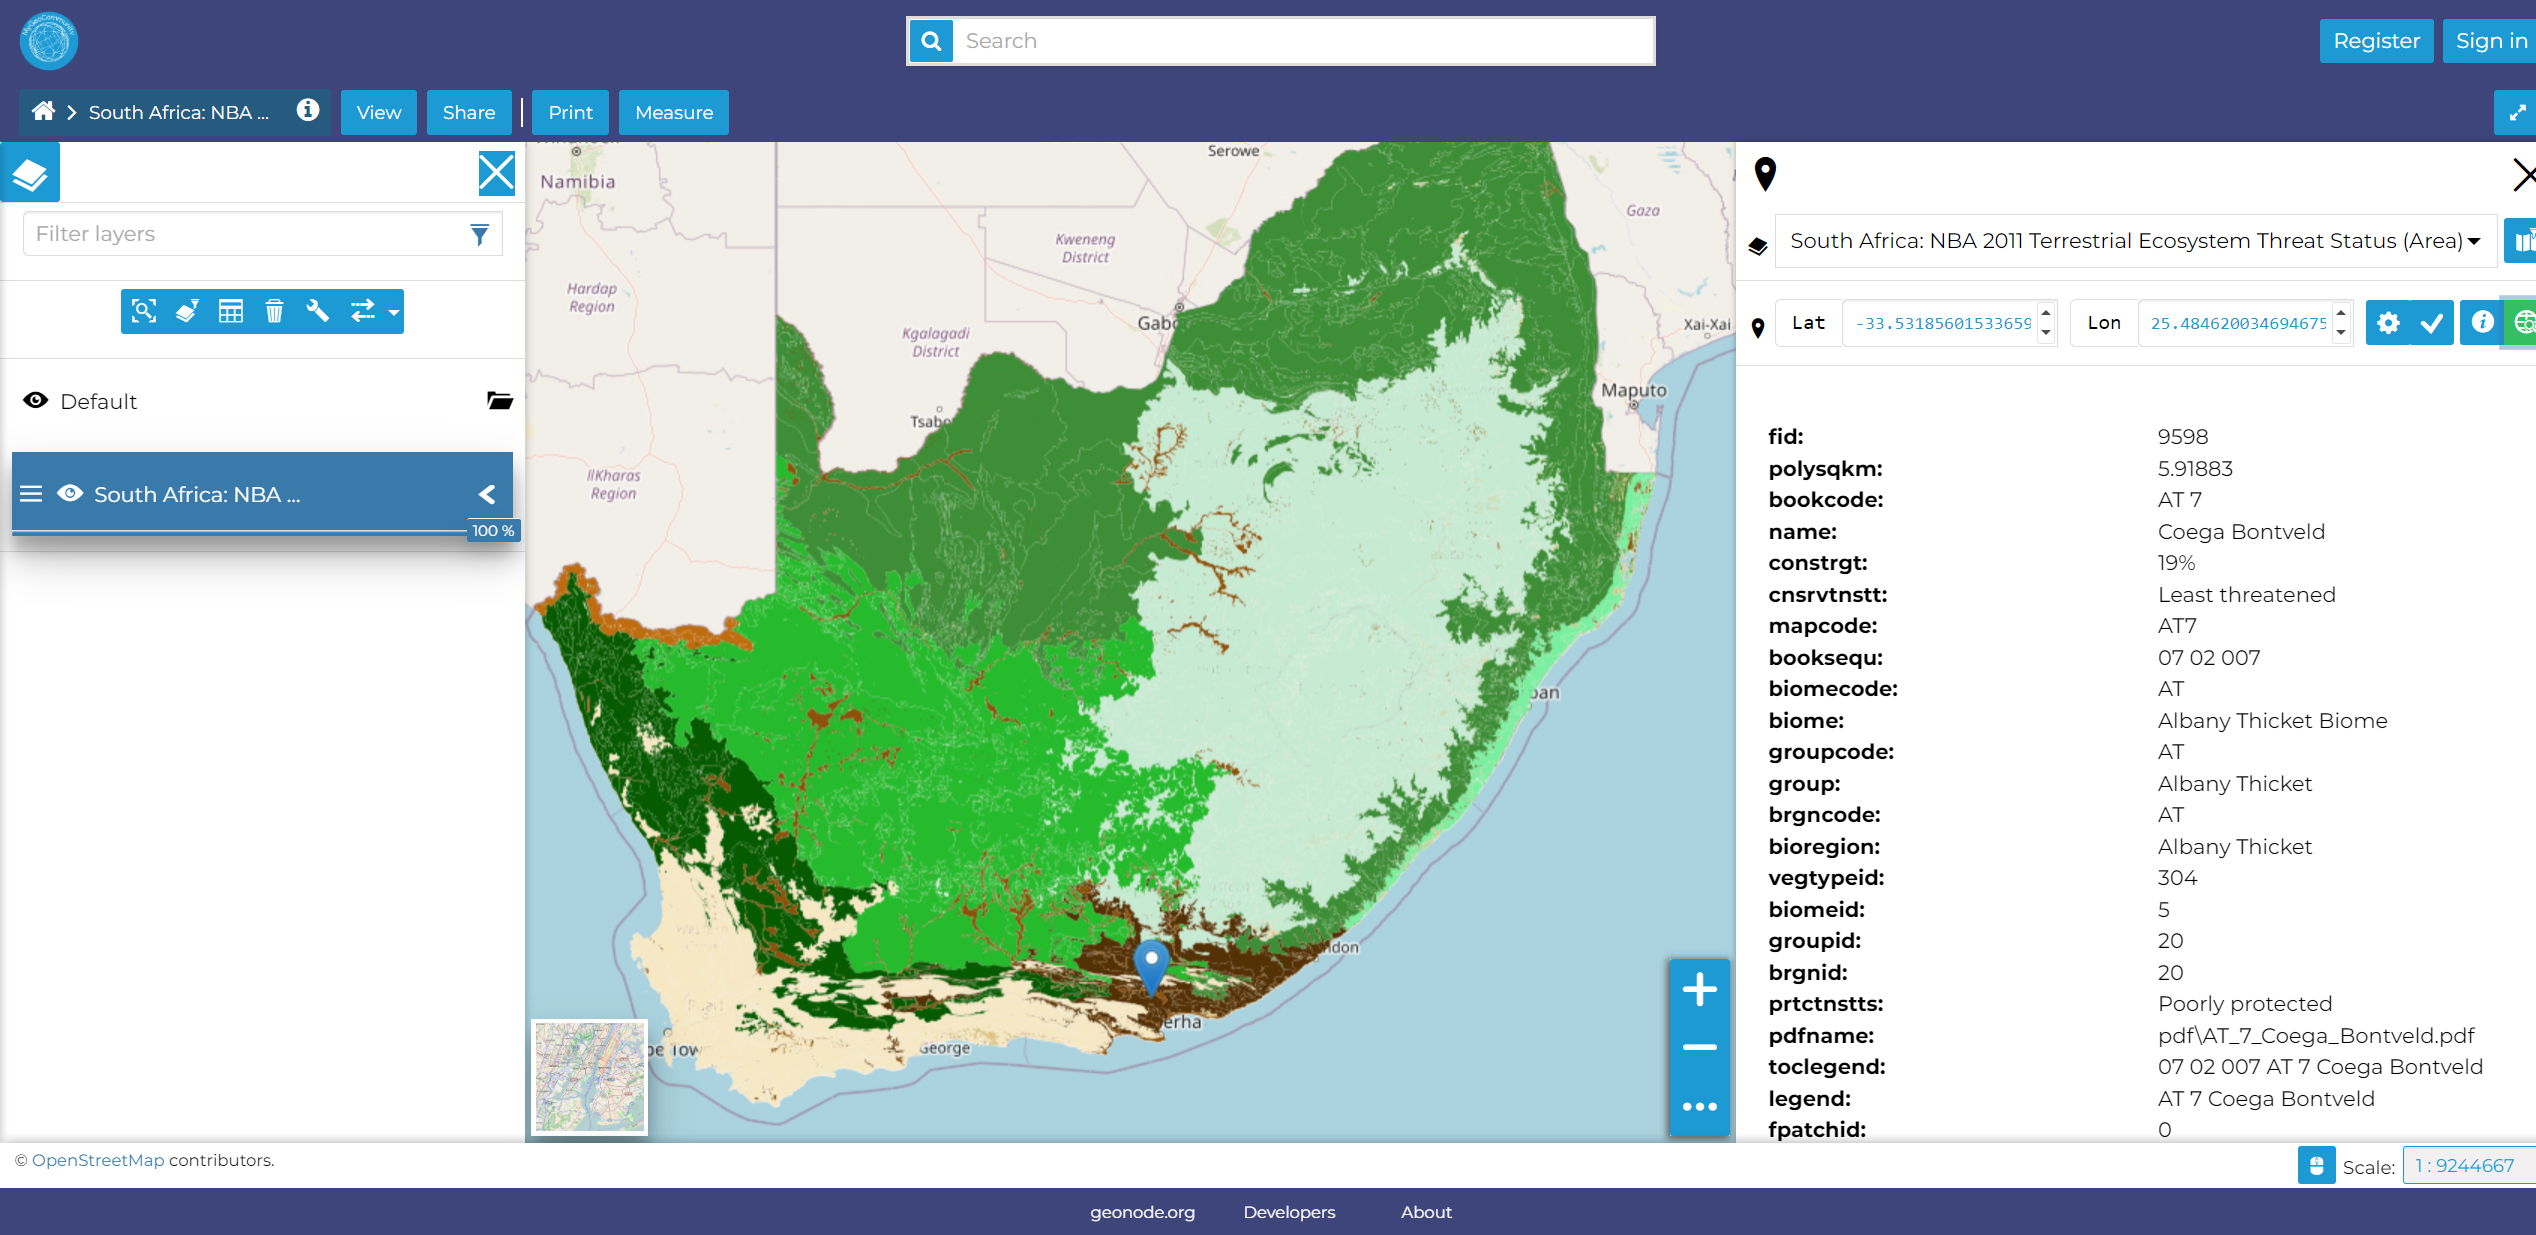 MyGeoCommunity
Search
Register
Sign in
South Africa: NBA ...
View
Share
Print
Measure
Filter layers
Default
South Africa: NBA ...
100 %
Namibia
Serowe
Gaza
Kweneng
District
Hardap
Region
Kgalagadi
District
Gabo
Xai-Xai
Maputo
Tsabo
ǁKharas
Region
ban
ndon
erha
George
pe Tow
South Africa: NBA 2011 Terrestrial Ecosystem Threat Status (Area)
Lat -33.53185601533659 Lon 25.484620034694675
fid: 9598
polysqkm: 5.91883
bookcode: AT 7
name: Coega Bontveld
constrgt: 19%
cnsrvtnstt: Least threatened
mapcode: AT7
booksequ: 07 02 007
biomecode: AT
biome: Albany Thicket Biome
groupcode: AT
group: Albany Thicket
brgncode: AT
bioregion: Albany Thicket
vegtypeid: 304
biomeid: 5
groupid: 20
brgnid: 20
prtctnstts: Poorly protected
pdfname: pdf\AT_7_Coega_Bontveld.pdf
toclegend: 07 02 007 AT 7 Coega Bontveld
legend: AT 7 Coega Bontveld
fpatchid: 0
© OpenStreetMap contributors.
Scale: 1 : 9244667
geonode.org
Developers
About